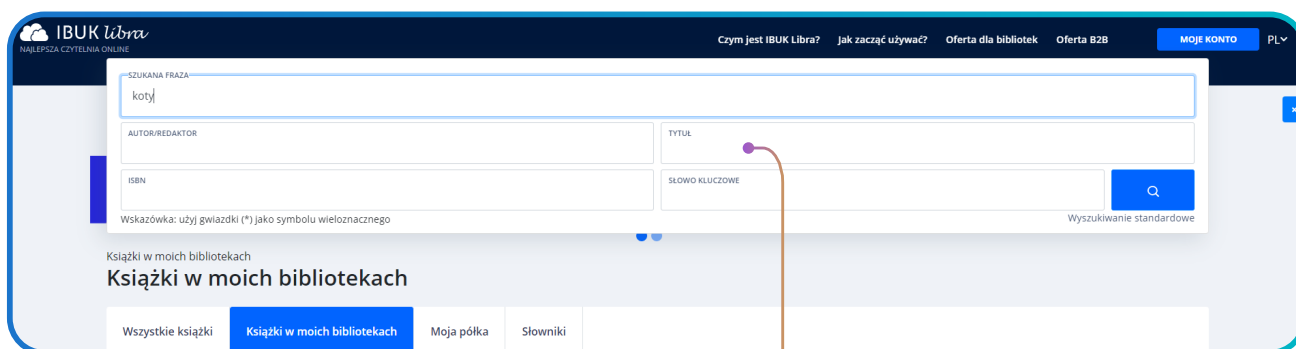 IBUK libra
NAJLEPSZA CZYTELNIA ONLINE
Czym jest IBUK Libra? Jak zacząć używać? Oferta dla bibliotek Oferta B2B MOJE KONTO PL
SZUKANA FRAZA
koty
AUTOR/REDAKTOR TYTUŁ
ISBN SŁOWO KLUCZOWE
Wskazówka: użyj gwiazdki (*) jako symbolu wieloznacznego Wyszukiwanie standardowe
Książki w moich bibliotekach
Książki w moich bibliotekach
Wszystkie książki Książki w moich bibliotekach Moja półka Słowniki